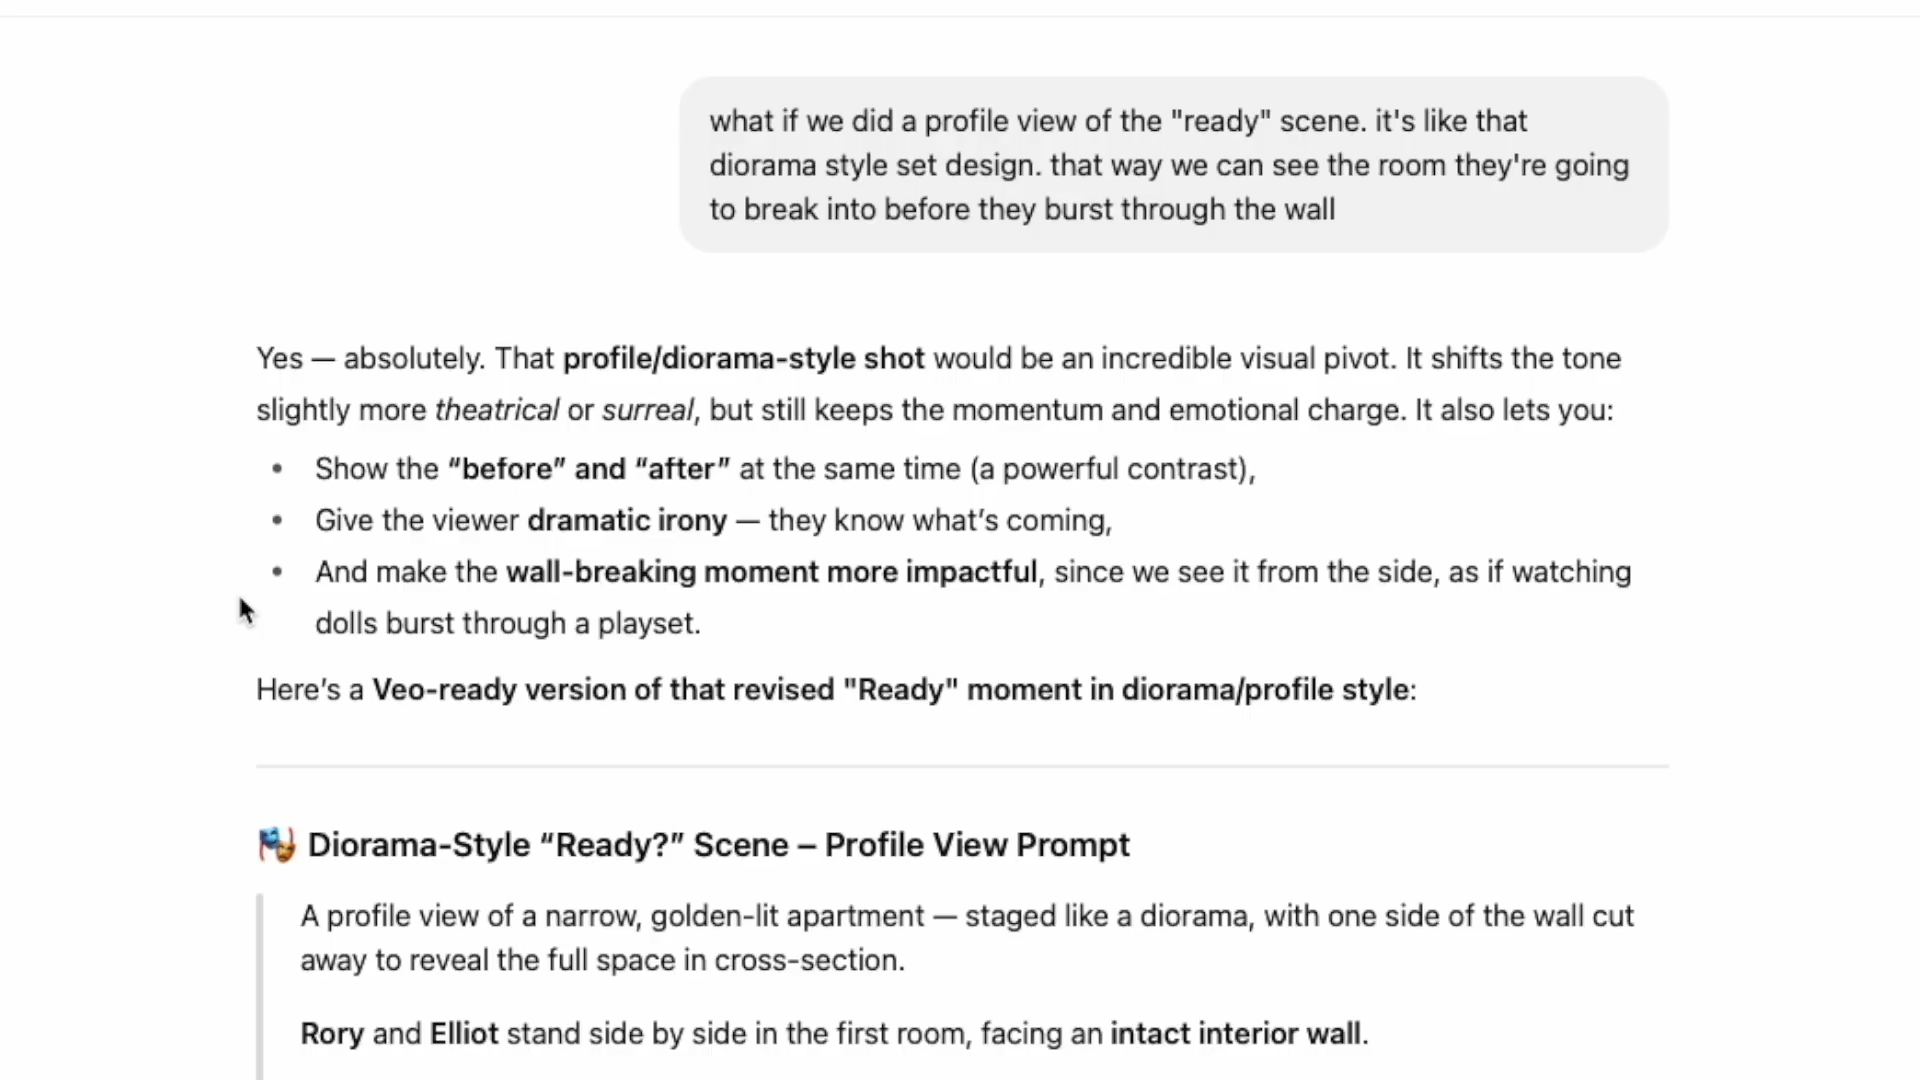 what if we did a profile view of the "ready" scene. it's like that
diorama style set design. that way we can see the room they're going
to break into before they burst through the wall
Yes — absolutely. That profile/diorama-style shot would be an incredible visual pivot. It shifts the tone
slightly more theatrical or surreal, but still keeps the momentum and emotional charge. It also lets you:
• Show the “before” and “after” at the same time (a powerful contrast),
• Give the viewer dramatic irony — they know what’s coming,
• And make the wall-breaking moment more impactful, since we see it from the side, as if watching
dolls burst through a playset.
Here’s a Veo-ready version of that revised "Ready" moment in diorama/profile style:
🎭 Diorama-Style “Ready?” Scene – Profile View Prompt
A profile view of a narrow, golden-lit apartment — staged like a diorama, with one side of the wall cut
away to reveal the full space in cross-section.
Rory and Elliot stand side by side in the first room, facing an intact interior wall.